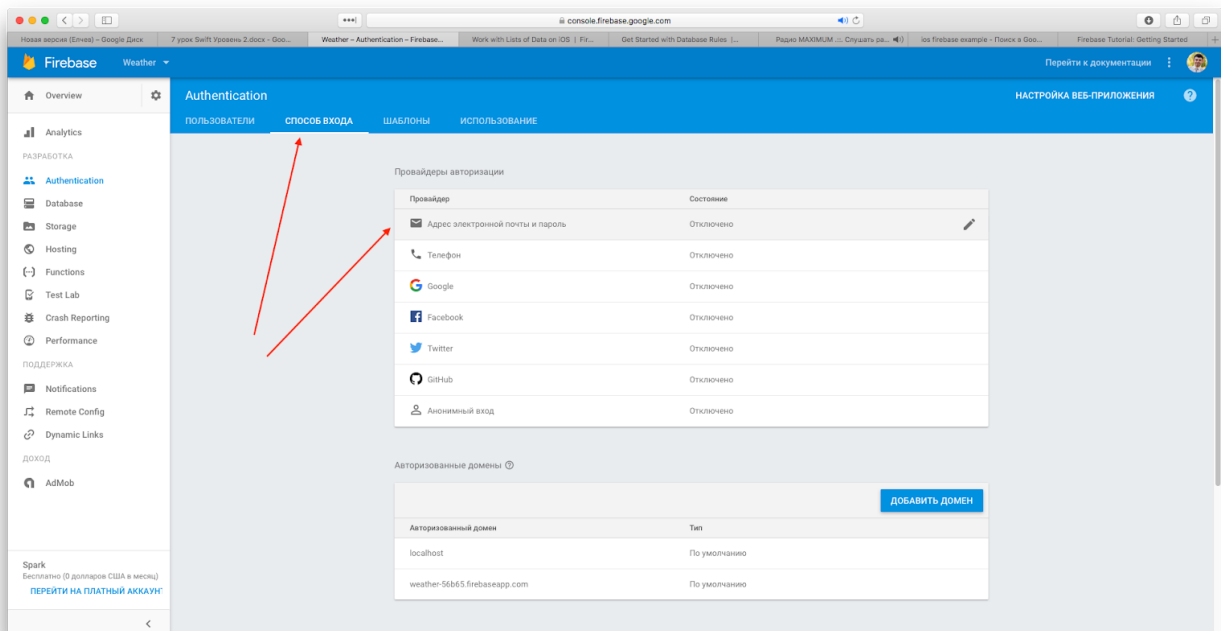 console.firebase.google.com
Новая версия (Елчев) – Google Диск
7 урок Swift Уровень 2.docx - Goo...
Weather – Authentication – Firebase...
Work with Lists of Data on iOS | Fir...
Get Started with Database Rules |...
Радио MAXIMUM .::. Слушать ра...
ios firebase example - Поиск в Goo...
Firebase Tutorial: Getting Started
Firebase
Weather
Перейти к документации
Overview
Authentication
НАСТРОЙКА ВЕБ-ПРИЛОЖЕНИЯ
ПОЛЬЗОВАТЕЛИ
СПОСОБ ВХОДА
ШАБЛОНЫ
ИСПОЛЬЗОВАНИЕ
Analytics
РАЗРАБОТКА
Authentication
Database
Storage
Hosting
Functions
Test Lab
Crash Reporting
Performance
ПОДДЕРЖКА
Notifications
Remote Config
Dynamic Links
ДОХОД
AdMob
Spark
Бесплатно (0 долларов США в месяц)
ПЕРЕЙТИ НА ПЛАТНЫЙ АККАУНТ
Провайдеры авторизации
Провайдер Состояние
Адрес электронной почты и пароль Отключено
Телефон Отключено
Google Отключено
Facebook Отключено
Twitter Отключено
GitHub Отключено
Анонимный вход Отключено
Авторизованные домены
ДОБАВИТЬ ДОМЕН
Авторизованный домен Тип
localhost По умолчанию
weather-56b65.firebaseapp.com По умолчанию